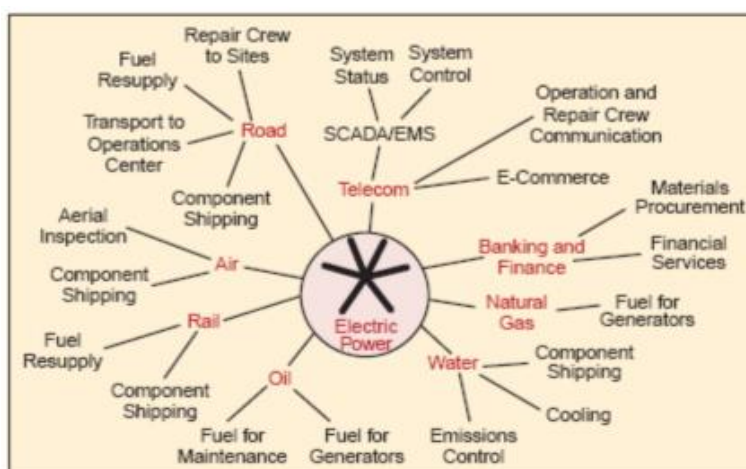 Repair Crew
to Sites
Fuel
Resupply
Transport to
Operations
Center
Road
Component
Shipping
System
Status
System
Control
SCADA/EMS
Operation and
Repair Crew
Communication
Telecom
E-Commerce
Materials
Procurement
Banking and
Finance
Financial
Services
Aerial
Inspection
Air
Component
Shipping
Natural
Gas
Fuel for
Generators
Rail
Fuel
Resupply
Component
Shipping
Electric
Power
Water
Component
Shipping
Cooling
Emissions
Control
Oil
Fuel for
Maintenance
Fuel for
Generators